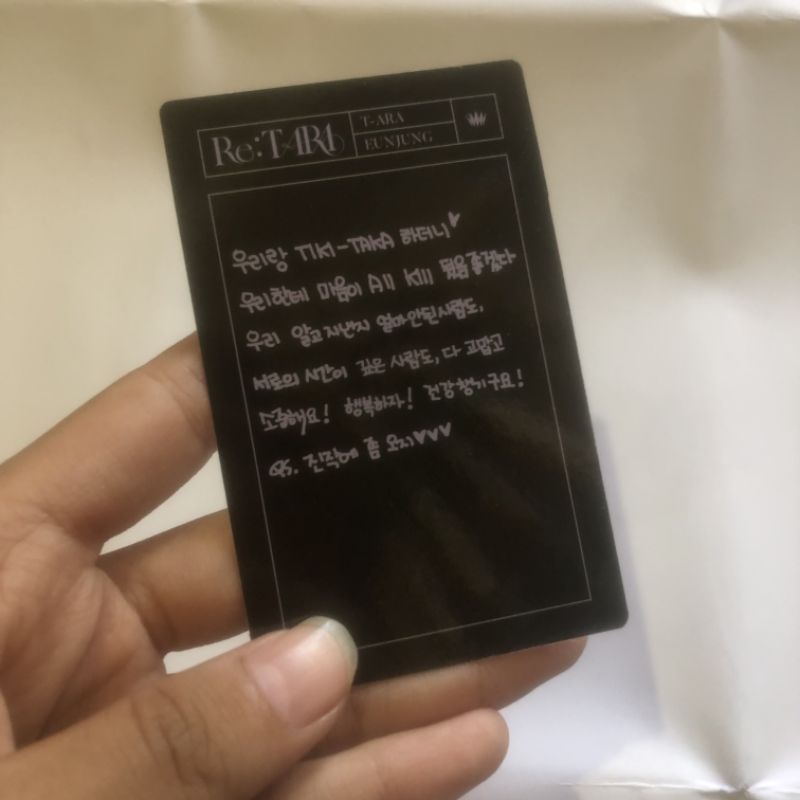 Re:T-ARA
T-ARA
EUNJUNG
우리랑 TIKI-TAKA 하더니♥
우리한테 마음이 All Kill 됐음 좋겠다
우리 알고지낸지 얼마안된사람도,
서로의 시간이 깊은 사람도, 다 고맙고
소중해요! 행복하자! 건강챙기구요!
PS. 진작에 좀 오지♥♥♥